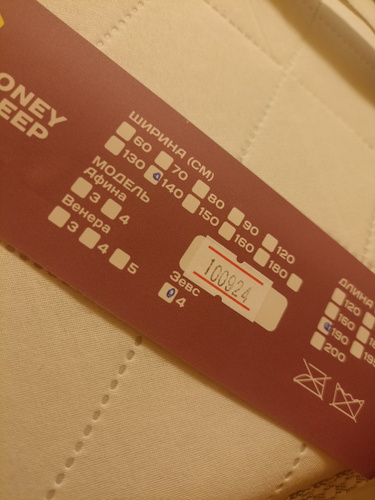 ONEY
EEP
ШИРИНА (СМ)
60 70 80 90 120
130 140 150 160 180
МОДЕЛЬ
Афина
3 4
Венера
3 4 5
100924
Зевс
4
ДЛИНА
120
160
190
200 195